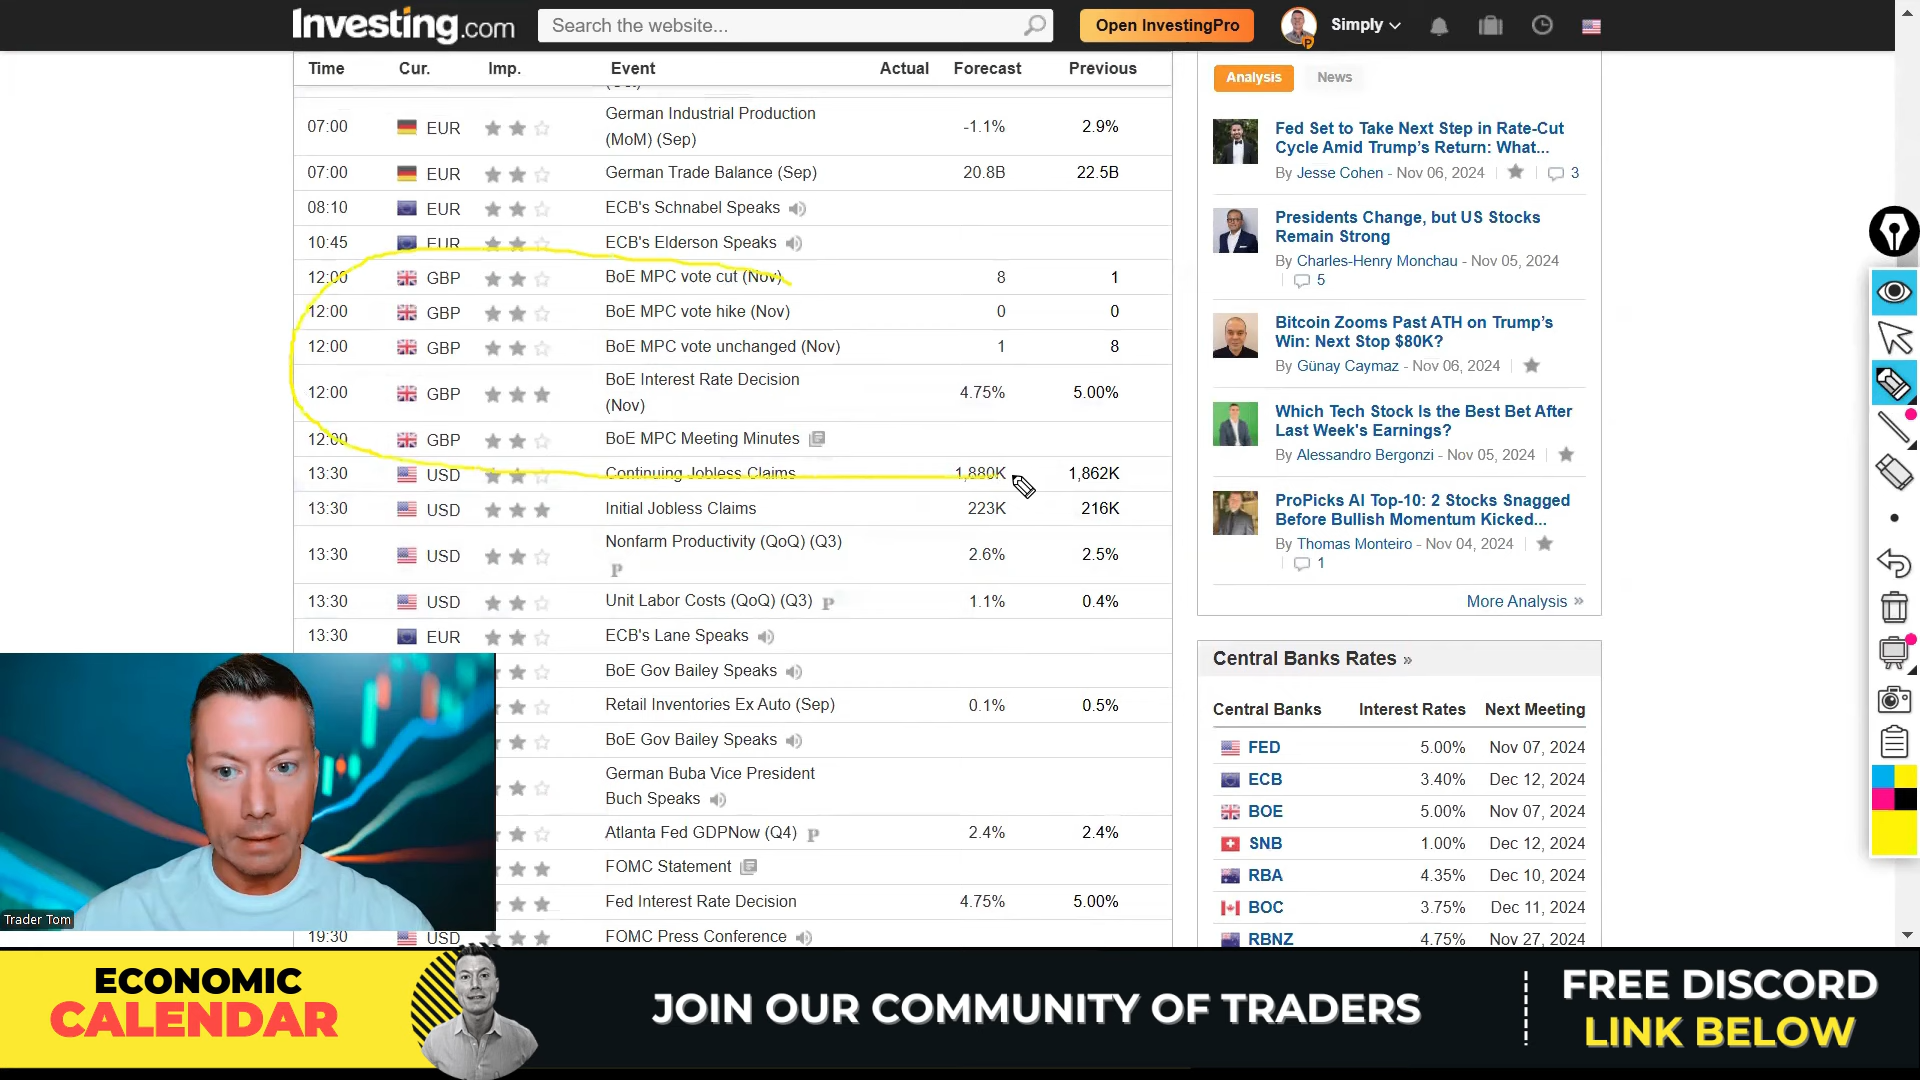 Investing.com
Search the website...
Open InvestingPro
Simply
Time Cur. Imp. Event Actual Forecast Previous
07:00 EUR German Industrial Production (MoM) (Sep) -1.1% 2.9%
07:00 EUR German Trade Balance (Sep) 20.8B 22.5B
08:10 EUR ECB's Schnabel Speaks
10:45 EUR ECB's Elderson Speaks
12:00 GBP BoE MPC vote cut (Nov) 8 1
12:00 GBP BoE MPC vote hike (Nov) 0 0
12:00 GBP BoE MPC vote unchanged (Nov) 1 8
12:00 GBP BoE Interest Rate Decision (Nov) 4.75% 5.00%
12:00 GBP BoE MPC Meeting Minutes
13:30 USD Continuing Jobless Claims 1,880K 1,862K
13:30 USD Initial Jobless Claims 223K 216K
13:30 USD Nonfarm Productivity (QoQ) (Q3) P 2.6% 2.5%
13:30 USD Unit Labor Costs (QoQ) (Q3) P 1.1% 0.4%
13:30 EUR ECB's Lane Speaks
BoE Gov Bailey Speaks
Retail Inventories Ex Auto (Sep) 0.1% 0.5%
BoE Gov Bailey Speaks
German Buba Vice President Buch Speaks
Atlanta Fed GDPNow (Q4) P 2.4% 2.4%
FOMC Statement
Fed Interest Rate Decision 4.75% 5.00%
19:30 USD FOMC Press Conference
Analysis News
Fed Set to Take Next Step in Rate-Cut
Cycle Amid Trump's Return: What...
By Jesse Cohen - Nov 06, 2024 3
Presidents Change, but US Stocks
Remain Strong
By Charles-Henry Monchau - Nov 05, 2024
5
Bitcoin Zooms Past ATH on Trump's
Win: Next Stop $80K?
By Günay Caymaz - Nov 06, 2024
Which Tech Stock Is the Best Bet After
Last Week's Earnings?
By Alessandro Bergonzi - Nov 05, 2024
ProPicks AI Top-10: 2 Stocks Snagged
Before Bullish Momentum Kicked...
By Thomas Monteiro - Nov 04, 2024
1
More Analysis »
Central Banks Rates »
Central Banks Interest Rates Next Meeting
FED 5.00% Nov 07, 2024
ECB 3.40% Dec 12, 2024
BOE 5.00% Nov 07, 2024
SNB 1.00% Dec 12, 2024
RBA 4.35% Dec 10, 2024
BOC 3.75% Dec 11, 2024
RBNZ 4.75% Nov 27, 2024
Trader Tom
ECONOMIC
CALENDAR
JOIN OUR COMMUNITY OF TRADERS
FREE DISCORD
LINK BELOW